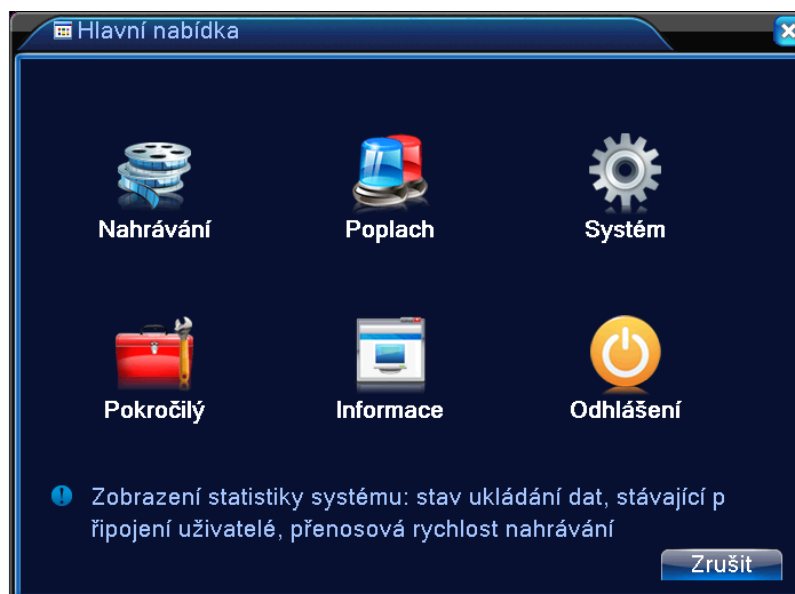 Hlavní nabídka
Nahrávání
Poplach
Systém
Pokročilý
Informace
Odhlášení
Zobrazení statistiky systému: stav ukládání dat, stávající p
řipojení uživatelé, přenosová rychlost nahrávání
Zrušit